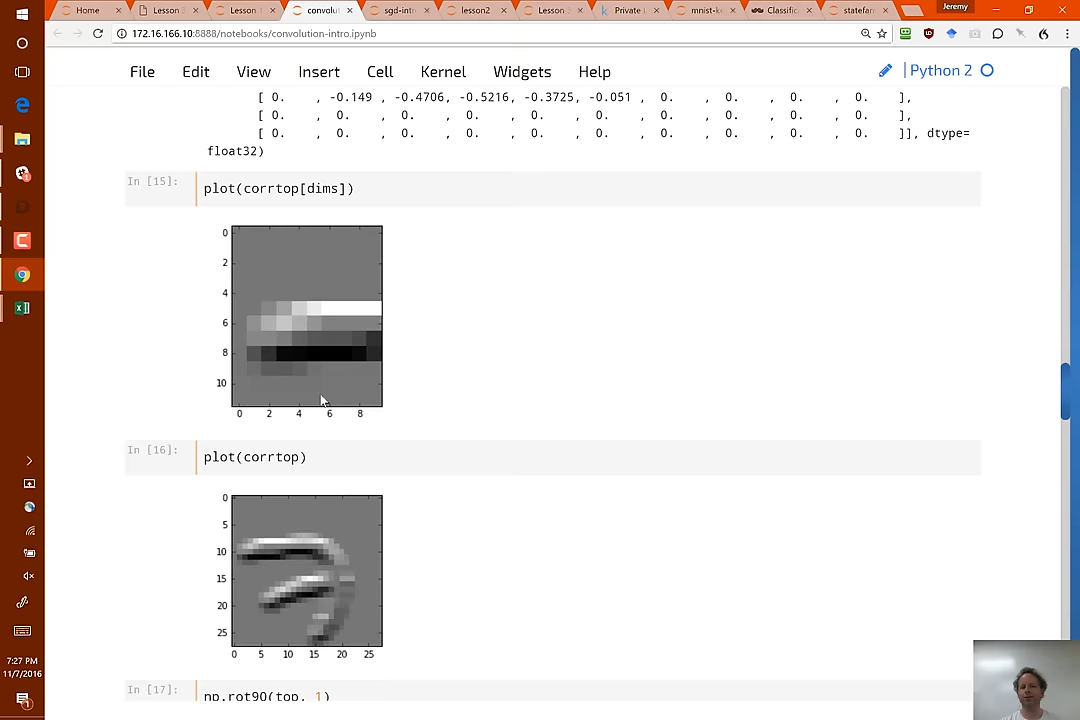 Jeremy
Home
Lesson
Lesson
convolut
sgd-intr
lesson2
Lesson
Private
mnist-k
Classific
statefar
172.16.166.10:8888/notebooks/convolution-intro.ipynb
File Edit View Insert Cell Kernel Widgets Help
Python 2
[ 0. , -0.149 , -0.4706, -0.5216, -0.3725, -0.051 , 0. , 0. , 0. , 0. ],
[ 0. , 0. , 0. , 0. , 0. , 0. , 0. , 0. , 0. , 0. ],
[ 0. , 0. , 0. , 0. , 0. , 0. , 0. , 0. , 0. , 0. ]], dtype=
float32)
In [15]: plot(corrtop[dims])
0
2
4
6
8
10
0 2 4 6 8
In [16]: plot(corrtop)
0
5
10
15
20
25
0 5 10 15 20 25
In [17]: np.rot90(top, 1)
7:27 PM
11/7/2016